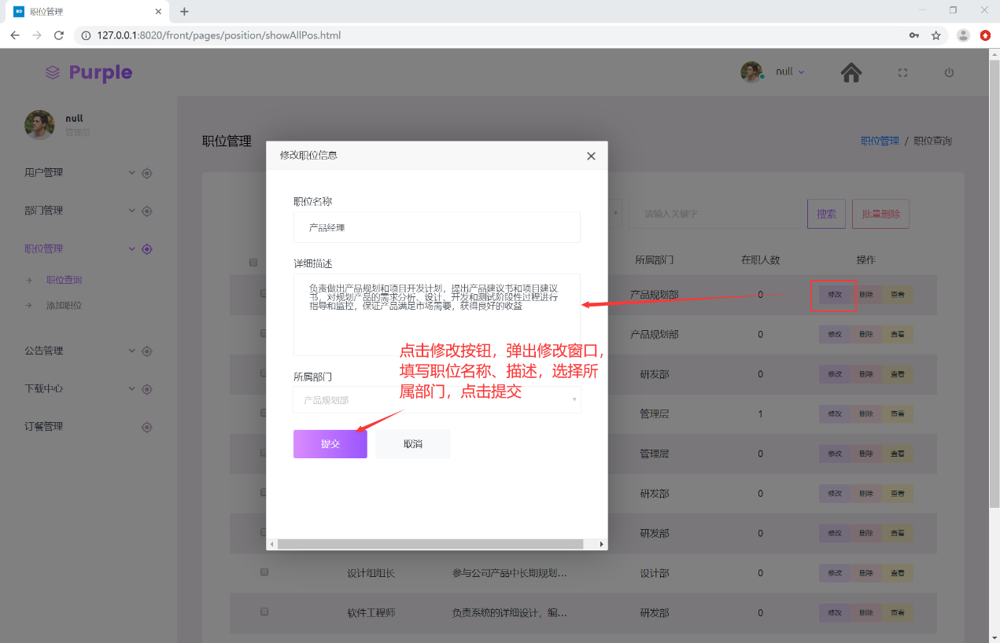 职位管理
127.0.0.1:8020/front/pages/position/showAllPos.html
Purple
null
null
管理员
用户管理
部门管理
职位管理
职位查询
添加职位
公告管理
下载中心
订餐管理
职位管理
职位管理 / 职位查询
请输入关键字
搜索
批量删除
所属部门 在职人数 操作
产品规划部 0 修改 删除 查看
产品规划部 0 修改 删除 查看
研发部 0 修改 删除 查看
管理层 1 修改 删除 查看
管理层 0 修改 删除 查看
研发部 0 修改 删除 查看
研发部 0 修改 删除 查看
设计组组长 参与公司产品中长期规划... 设计部 0 修改 删除 查看
软件工程师 负责系统的详细设计，编... 研发部 0 修改 删除 查看
修改职位信息
职位名称
产品经理
详细描述
负责做出产品规划和项目开发计划，提出产品建议书和项目建议
书，对规划产品的需求分析、设计、开发和测试阶段性过程进行
指导和监控，保证产品满足市场需要，获得良好的收益
点击修改按钮，弹出修改窗口，
填写职位名称、描述，选择所
属部门，点击提交
所属部门
产品规划部
提交
取消